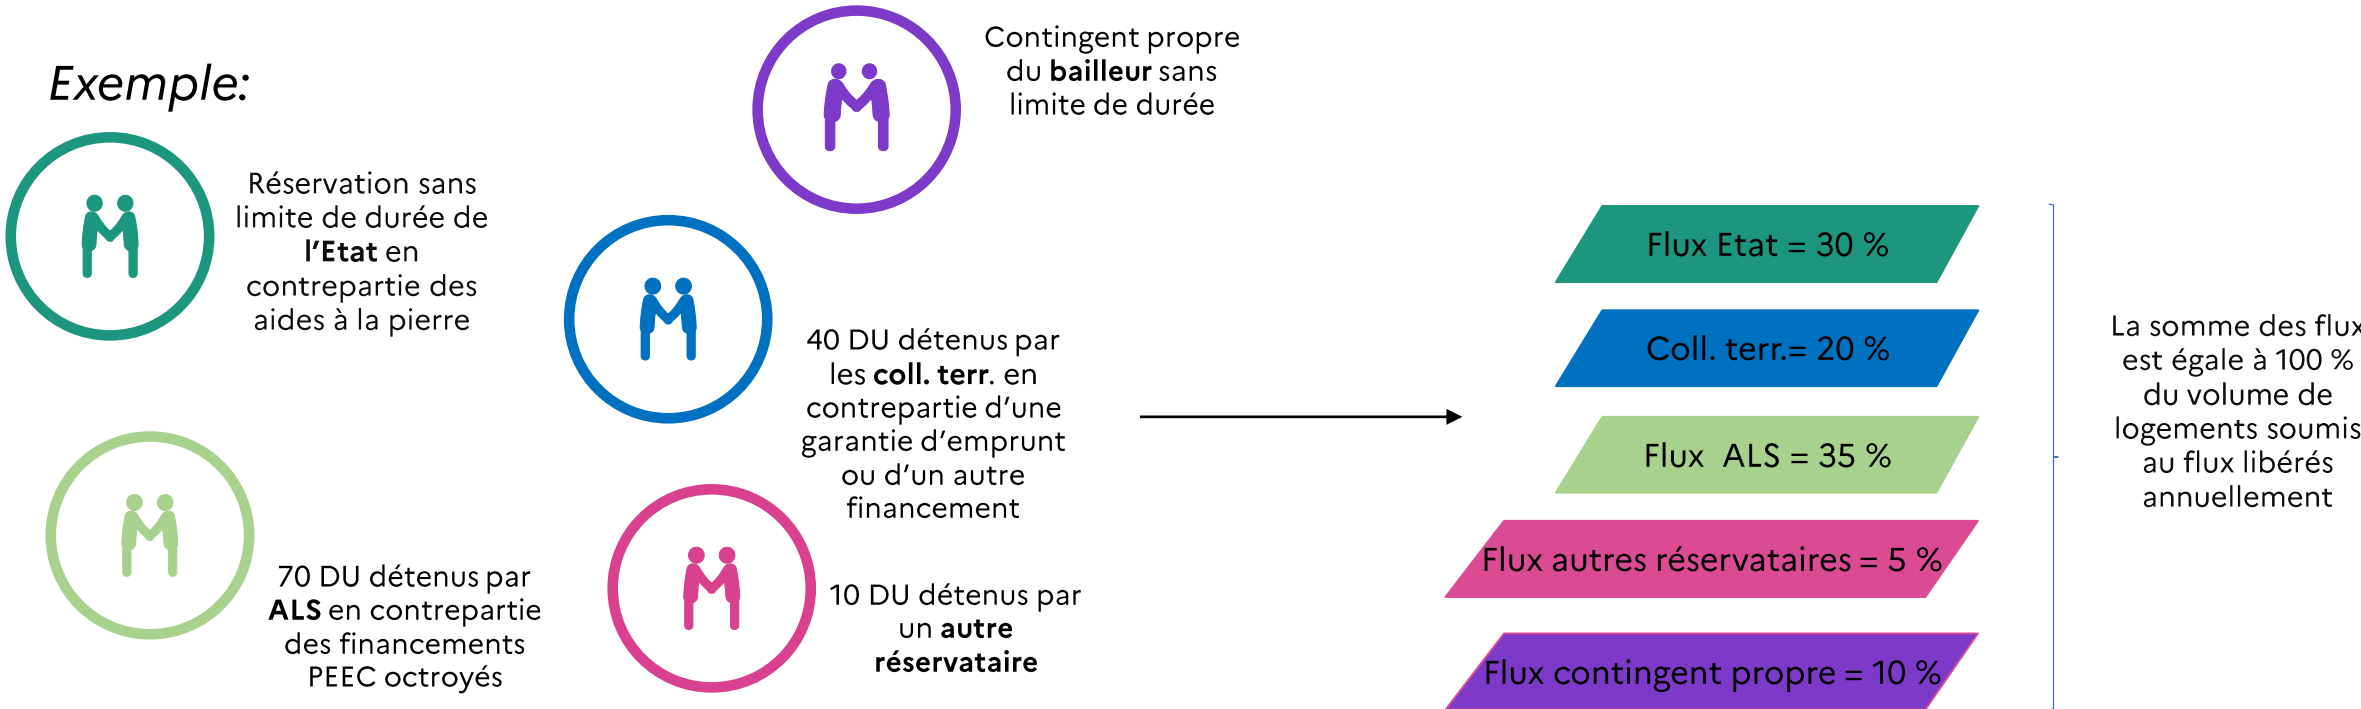 Exemple:
Contingent propre
du bailleur sans
limite de durée
Réservation sans
limite de durée de
l’Etat en
contrepartie des
aides à la pierre
40 DU détenus par
les coll. terr. en
contrepartie d’une
garantie d’emprunt
ou d’un autre
financement
70 DU détenus par
ALS en contrepartie
des financements
PEEC octroyés
10 DU détenus par
un autre
réservataire
Flux Etat = 30 %
Coll. terr.= 20 %
Flux  ALS = 35 %
Flux autres réservataires = 5 %
Flux contingent propre = 10 %
La somme des flux
est égale à 100 %
du volume de
logements soumis
au flux libérés
annuellement